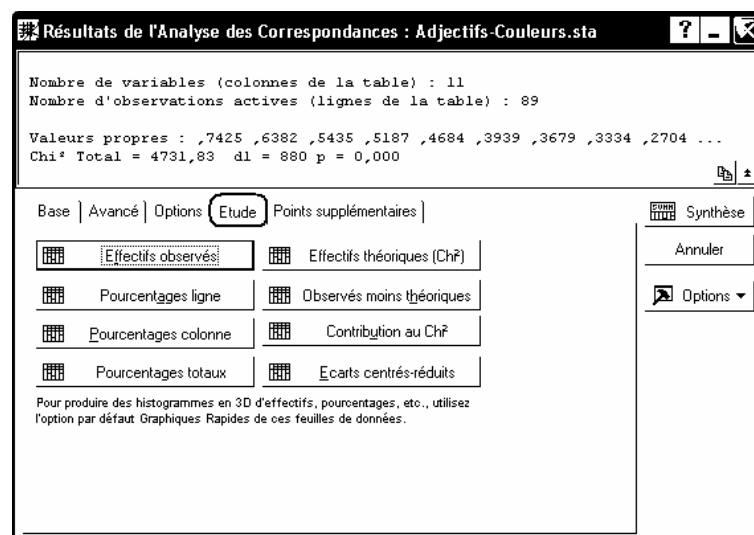 Résultats de l'Analyse des Correspondances : Adjectifs-Couleurs.sta
Nombre de variables (colonnes de la table) : 11
Nombre d'observations actives (lignes de la table) : 89
Valeurs propres : ,7425 ,6382 ,5435 ,5187 ,4684 ,3939 ,3679 ,3334 ,2704 ...
Chi² Total = 4731,83 dl = 880 p = 0,000
Base Avancé Options Etude Points supplémentaires
Synthèse
Annuler
Options
Effectifs observés
Effectifs théoriques (Chi²)
Pourcentages ligne
Observés moins théoriques
Pourcentages colonne
Contribution au Chi²
Pourcentages totaux
Ecarts centrés-réduits
Pour produire des histogrammes en 3D d'effectifs, pourcentages, etc., utilisez
l'option par défaut Graphiques Rapides de ces feuilles de données.